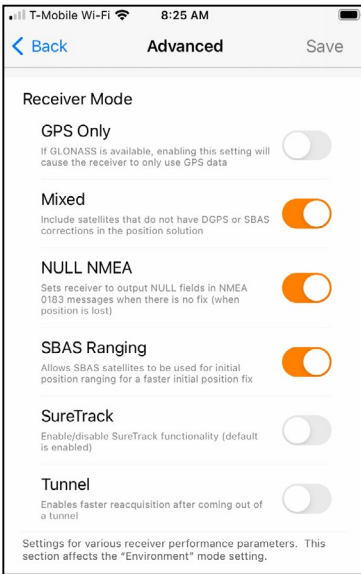 T-Mobile Wi-Fi 8:25 AM
Back Advanced Save
Receiver Mode
GPS Only
If GLONASS is available, enabling this setting will
cause the receiver to only use GPS data
Mixed
Include satellites that do not have DGPS or SBAS
corrections in the position solution
NULL NMEA
Sets receiver to output NULL fields in NMEA
0183 messages when there is no fix (when
position is lost)
SBAS Ranging
Allows SBAS satellites to be used for initial
position ranging for a faster initial position fix
SureTrack
Enable/disable SureTrack functionality (default
is enabled)
Tunnel
Enables faster reacquisition after coming out of
a tunnel
Settings for various receiver performance parameters. This
section affects the “Environment” mode setting.